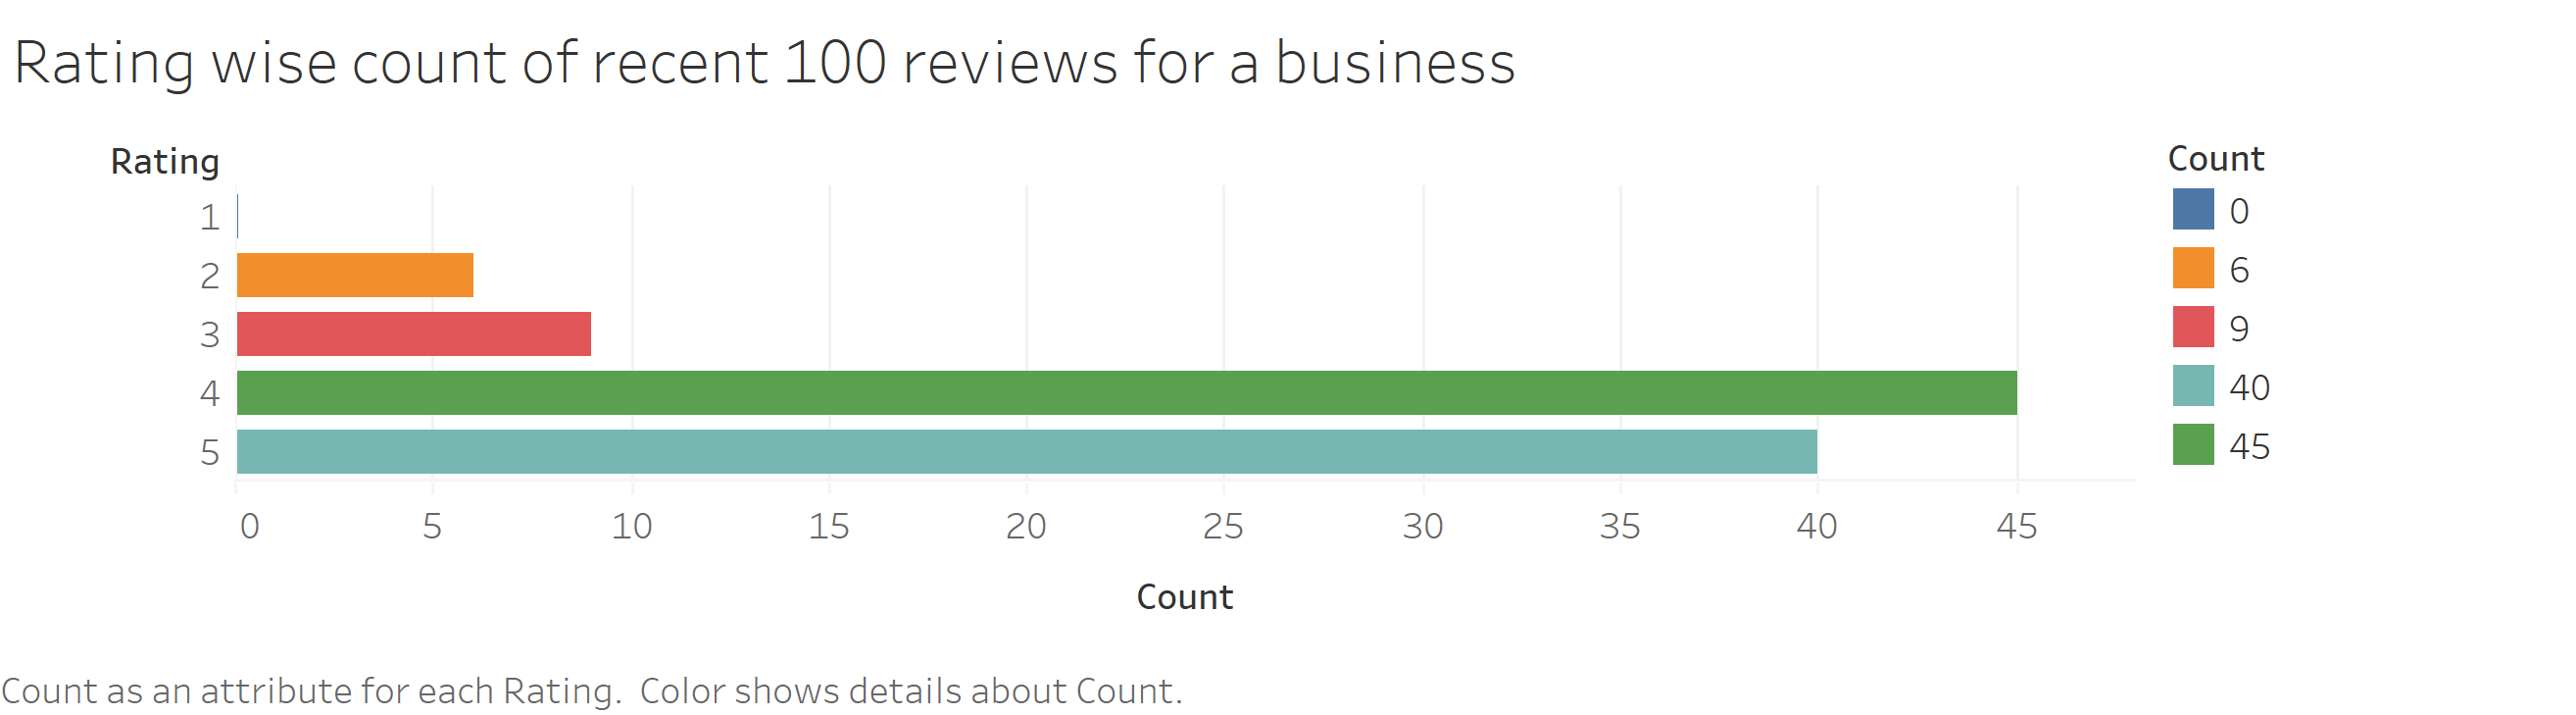 Rating wise count of recent 100 reviews for a business
Rating
1
2
3
4
5
0 5 10 15 20 25 30 35 40 45
Count
Count
0
6
9
40
45
Count as an attribute for each Rating. Color shows details about Count.